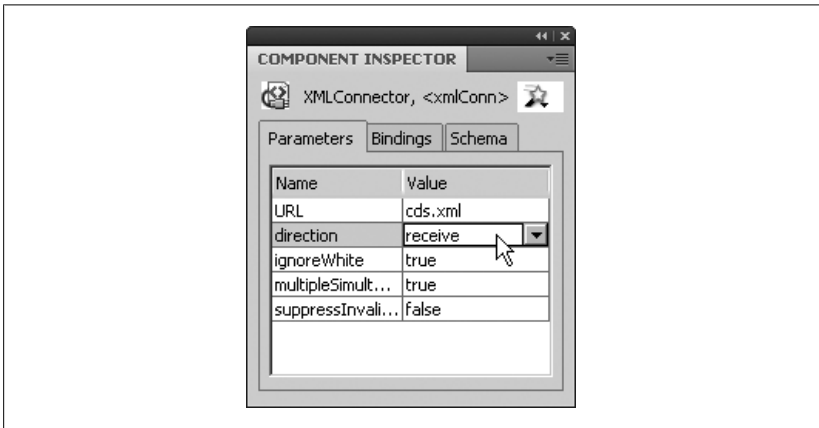 COMPONENT INSPECTOR
XMLConnector, <xmlConn>
Parameters Bindings Schema
Name Value
URL cds.xml
direction receive
ignoreWhite true
multipleSimult... true
suppressInvali... false